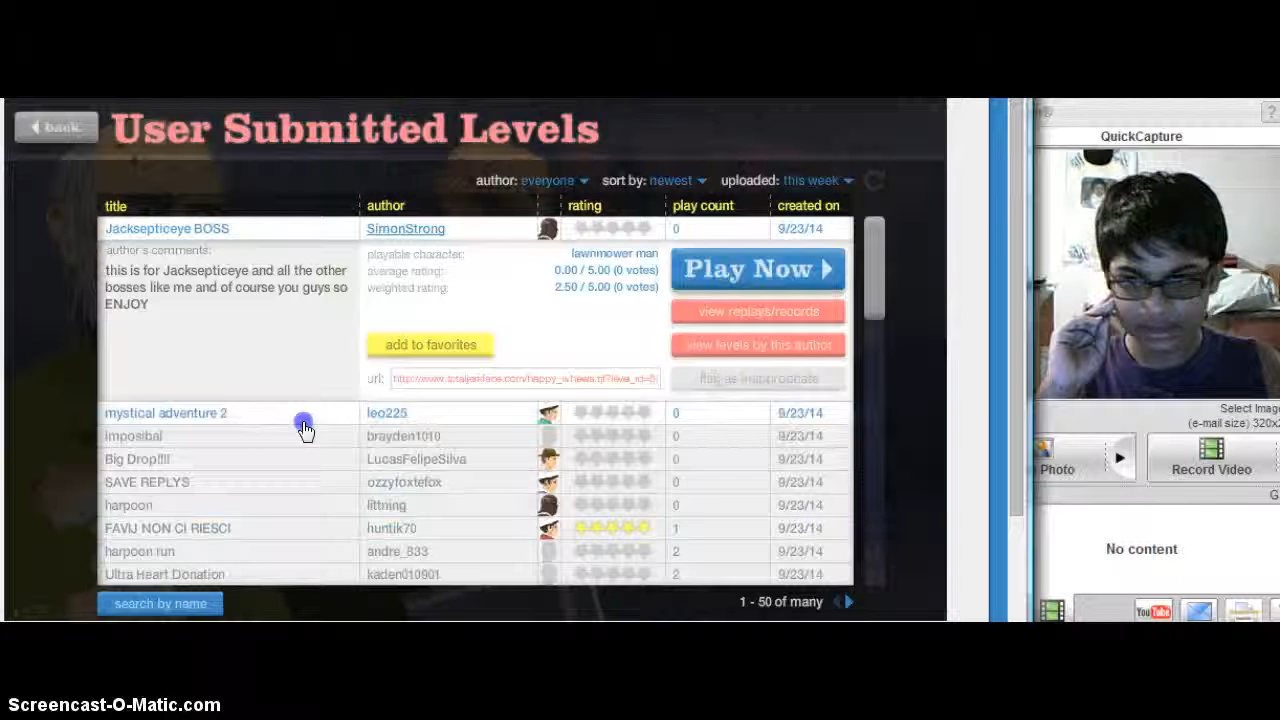 back
User Submitted Levels
author: everyone sort by: newest uploaded: this week
title author rating play count created on
Jacksepticeye BOSS SimonStrong 0 9/23/14
author's comments:
this is for Jacksepticeye and all the other
bosses like me and of course you guys so
ENJOY
playable character: lawnmower man
average rating: 0.00 / 5.00 (0 votes)
weighted rating: 2.50 / 5.00 (0 votes)
Play Now
view replays/records
add to favorites
view levels by this author
url:
flag as inappropriate
mystical adventure 2 leo225 0 9/23/14
imposibal brayden1010 0 9/23/14
Big Drop!!!! LucasFelipeSilva 0 9/23/14
SAVE REPLYS ozzyfoxtefox 0 9/23/14
harpoon littning 0 9/23/14
FAVIJ NON CI RIESCI huntik70 1 9/23/14
harpoon run andre_833 2 9/23/14
Ultra Heart Donation kaden010901 2 9/23/14
search by name
1 - 50 of many
?
QuickCapture
Select Imag
(e-mail size) 320x2
Photo
Record Video
G
No content
YouTube
Screencast-O-Matic.com